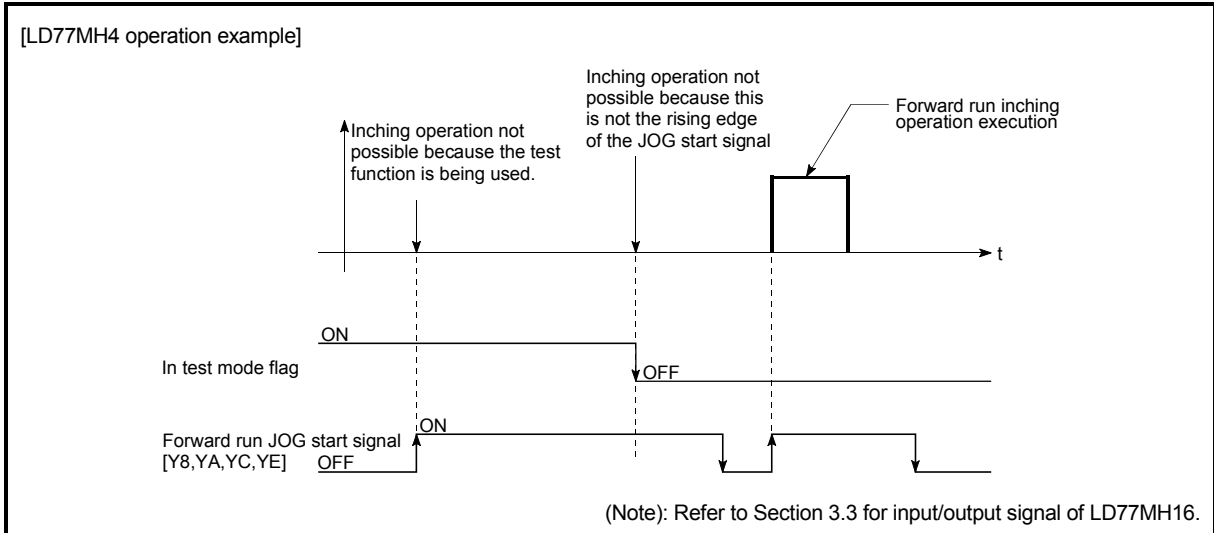 [LD77MH4 operation example]
Inching operation not
possible because the test
function is being used.
Inching operation not
possible because this
is not the rising edge
of the JOG start signal
Forward run inching
operation execution
t
In test mode flag
ON
OFF
Forward run JOG start signal
[Y8,YA,YC,YE]
ON
OFF
(Note): Refer to Section 3.3 for input/output signal of LD77MH16.